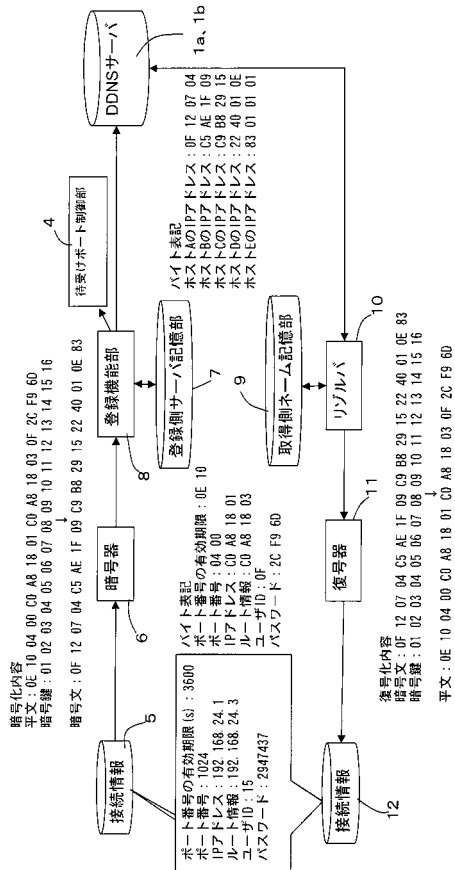 暗号化内容
平文：0E 10 04 00 C0 A8 18 01 C0 A8 18 03 0F 2C F9 6D
暗号鍵：01 02 03 04 05 06 07 08 09 10 11 12 13 14 15 16
↓
暗号文：0F 12 07 04 C5 AE 1F 09 C9 B8 29 15 22 40 01 0E 83
接続情報
5
暗号器
6
登録機能部
8
待受けポート制御部
4
DDNSサーバ
1a、1b
登録側サーバ記憶部
7
ポート番号の有効期限(s)：3600
ポート番号：1024
IPアドレス：192.168.24.1
ルート情報：192.168.24.3
ユーザID：15
パスワード：2947437
バイト表記
ポート番号の有効期限：0E 10
ポート番号：04 00
IPアドレス：C0 A8 18 01
ルート情報：C0 A8 18 03
ユーザID：0F
パスワード：2C F9 6D
バイト表記
ホストAのIPアドレス：0F 12 07 04
ホストBのIPアドレス：C5 AE 1F 09
ホストCのIPアドレス：C9 B8 29 15
ホストDのIPアドレス：22 40 01 0E
ホストEのIPアドレス：83 01 01 01
取得側ネーム記憶部
9
接続情報
12
復号器
11
リゾルバ
10
復号化内容
暗号文：0F 12 07 04 C5 AE 1F 09 C9 B8 29 15 22 40 01 0E 83
暗号鍵：01 02 03 04 05 06 07 08 09 10 11 12 13 14 15 16
↓
平文：0E 10 04 00 C0 A8 18 01 C0 A8 18 03 0F 2C F9 6D